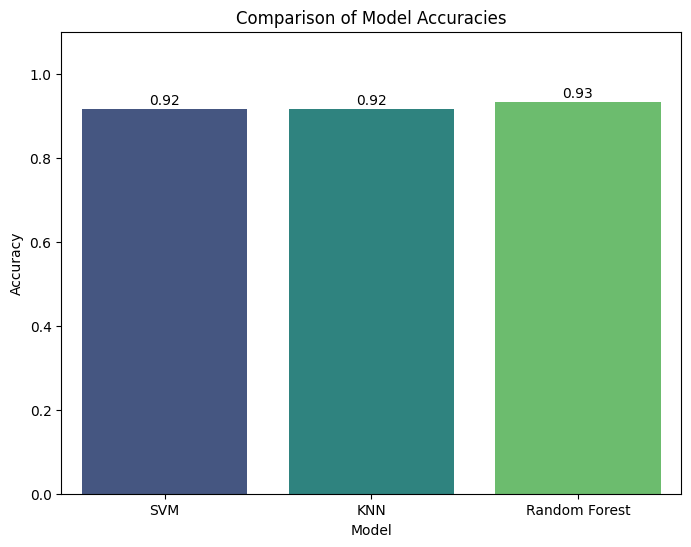 Comparison of Model Accuracies
1.0
0.8
0.6
0.4
0.2
0.0
Accuracy
0.92
0.92
0.93
SVM
KNN
Random Forest
Model